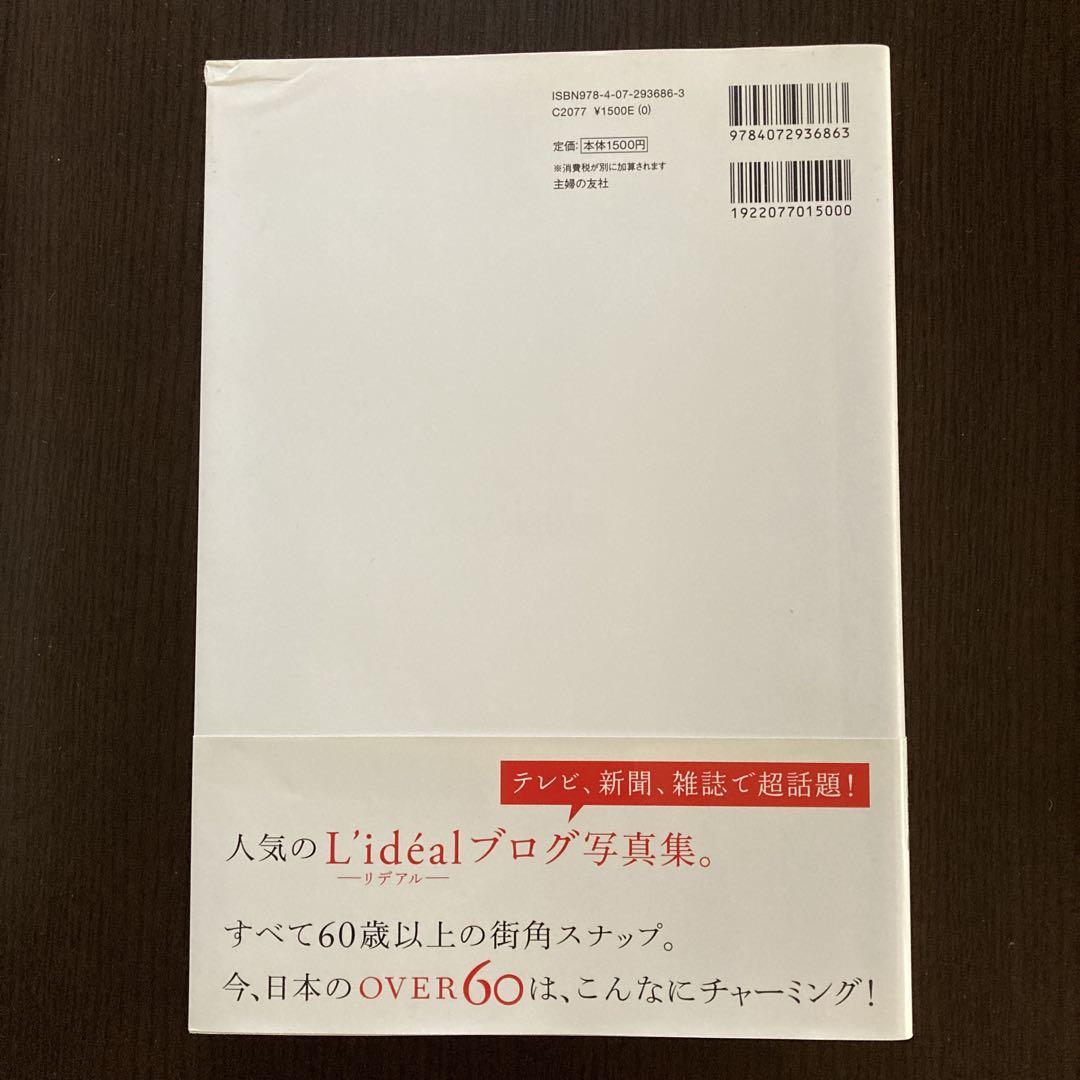 ISBN978-4-07-293686-3
C2077 ¥1500E(0)
定価:本体1500円
※消費税が別に加算されます
主婦の友社
9784072936863
1922077015000
テレビ、新聞、雑誌で超話題!
人気のL'idéalブログ写真集。
―リデアル―
すべて60歳以上の街角スナップ。
今、日本のOVER60は、こんなにチャーミング!